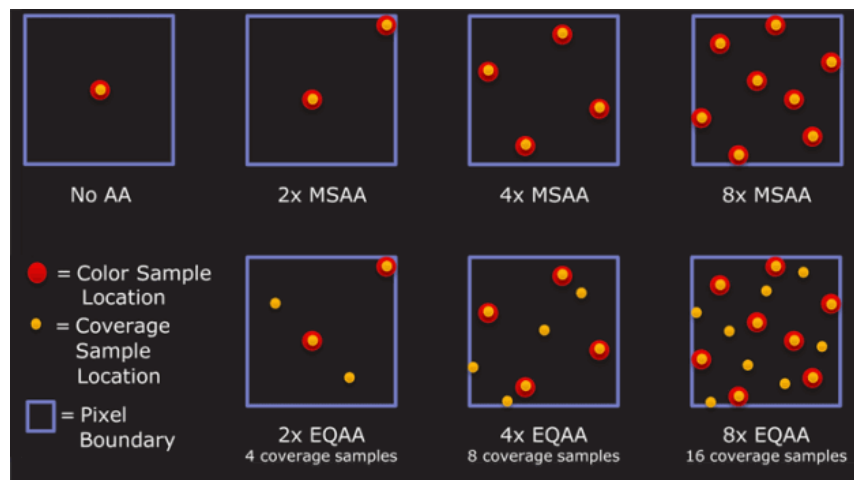 No AA
2x MSAA
4x MSAA
8x MSAA
= Color Sample
Location
= Coverage
Sample
Location
= Pixel
Boundary
2x EQAA
4 coverage samples
4x EQAA
8 coverage samples
8x EQAA
16 coverage samples